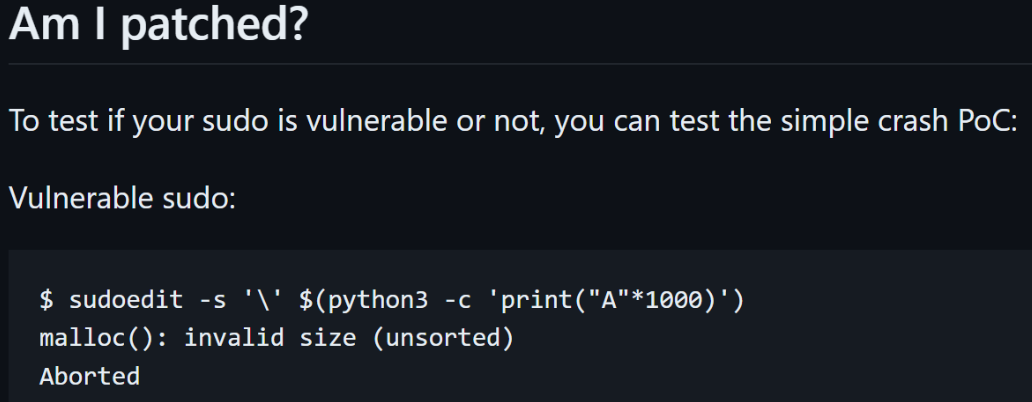 Am I patched?
To test if your sudo is vulnerable or not, you can test the simple crash PoC:
Vulnerable sudo:
$ sudoedit -s '\' $(python3 -c 'print("A"*1000)')
malloc(): invalid size (unsorted)
Aborted